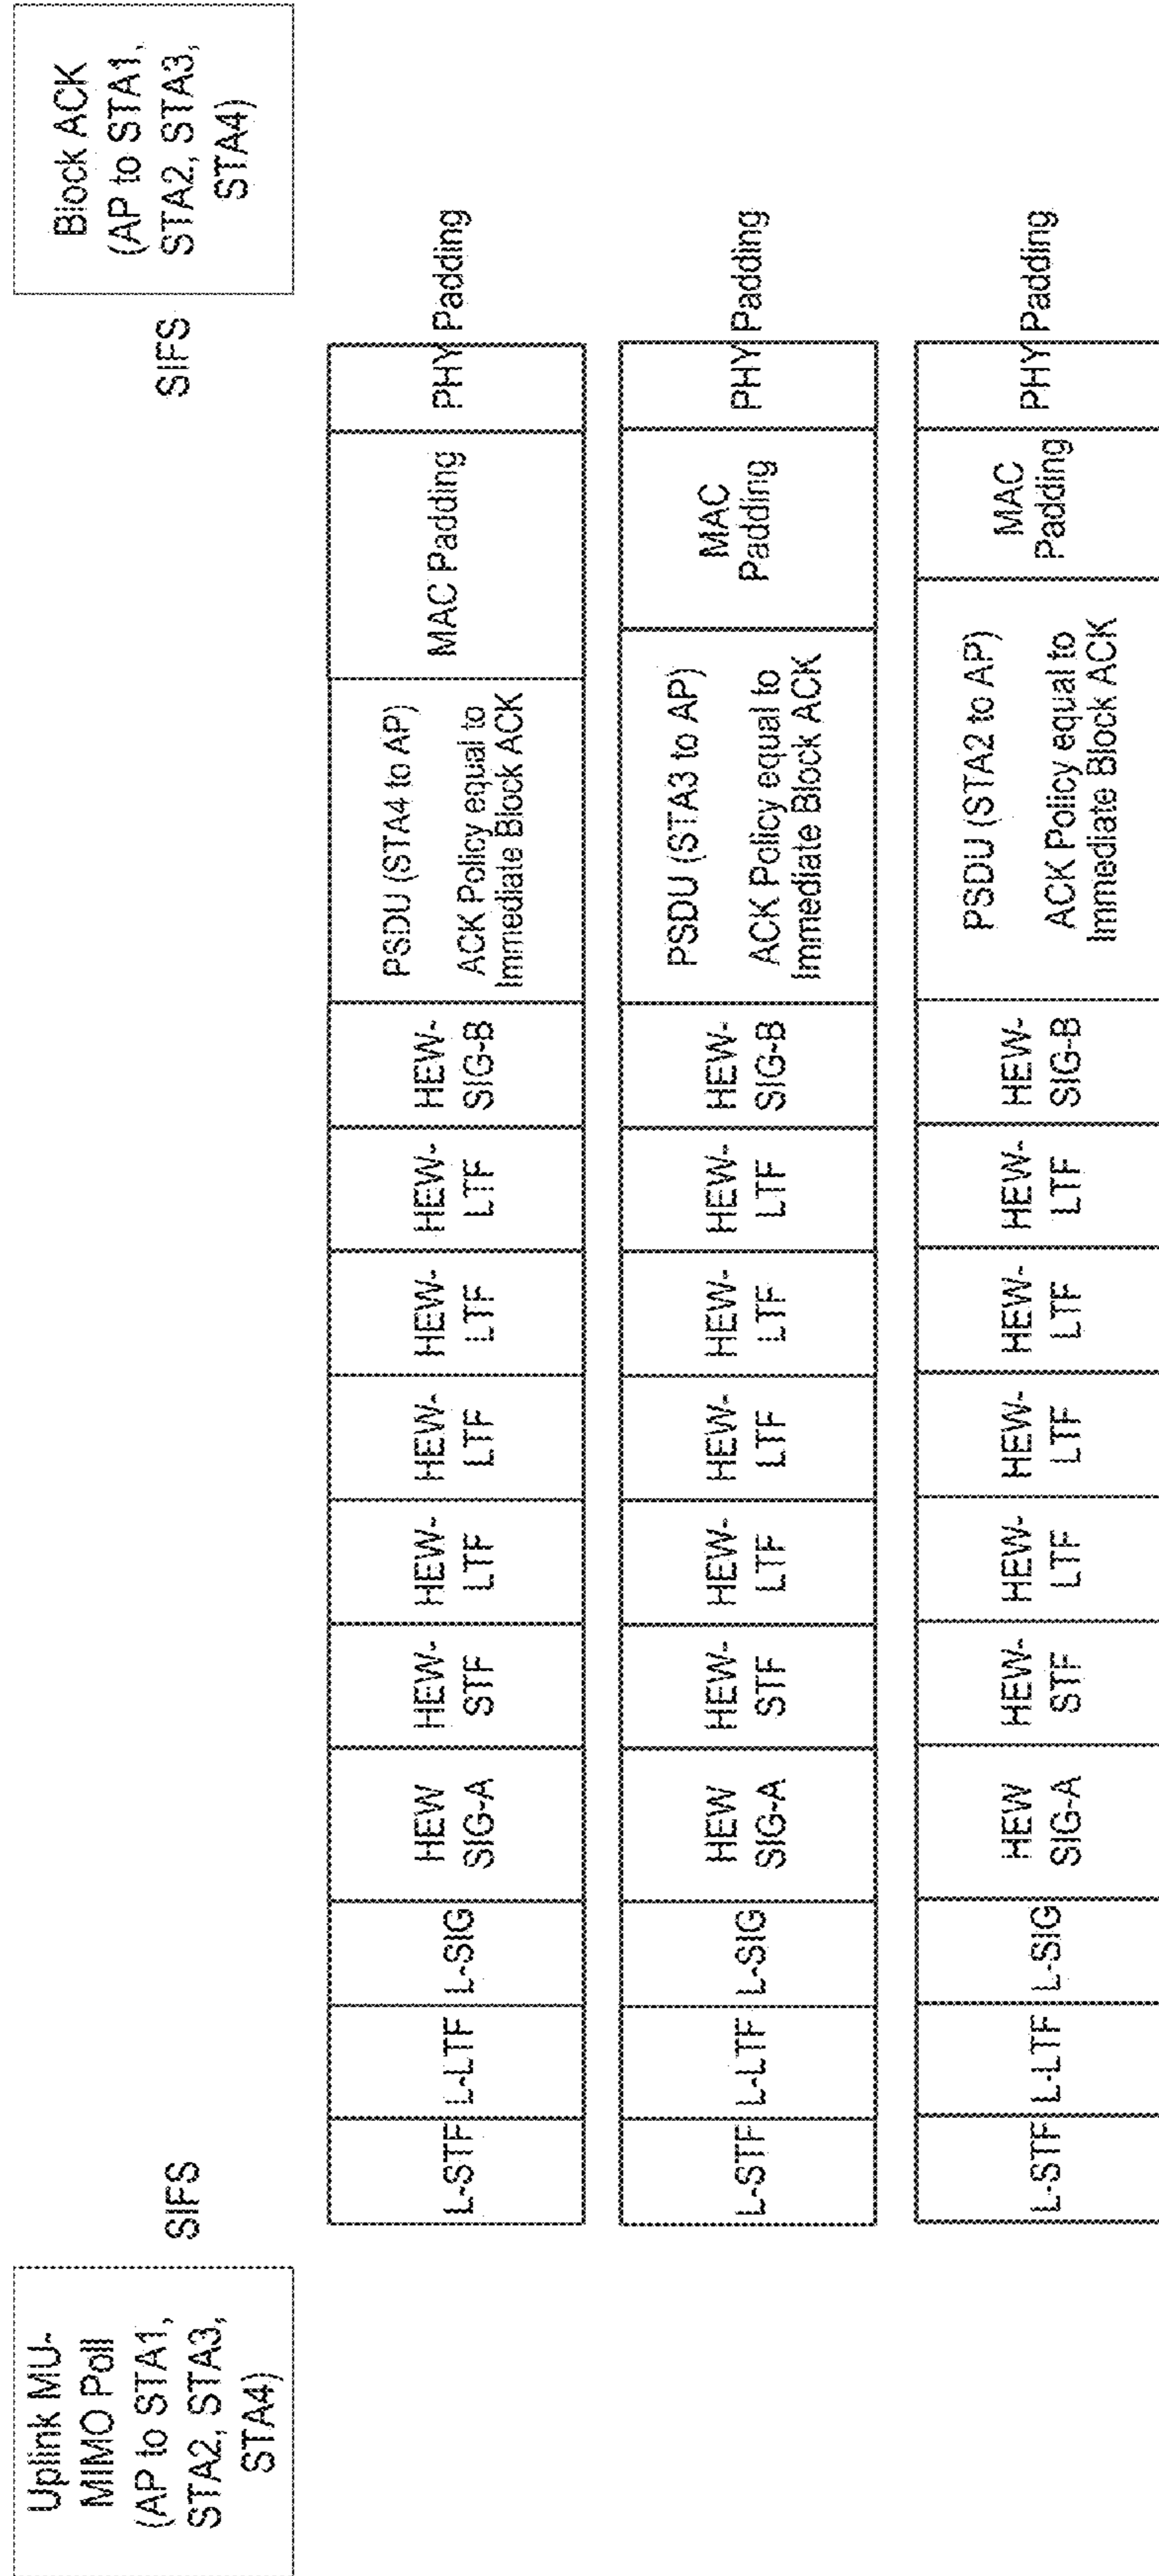 Uplink MU-
MIMO Poll
(AP to STA1,
STA2, STA3,
STA4)
SIFS
SIFS
Block ACK
(AP to STA1,
STA2, STA3,
STA4)
L-STF
L-LTF
L-SIG
HEW
SIG-A
HEW-
STF
HEW-
LTF
HEW-
LTF
HEW-
LTF
HEW-
LTF
HEW-
SIG-B
PSDU (STA4 to AP)
ACK Policy equal to
Immediate Block ACK
MAC Padding
PHY Padding
L-STF
L-LTF
L-SIG
HEW
SIG-A
HEW-
STF
HEW-
LTF
HEW-
LTF
HEW-
LTF
HEW-
LTF
HEW-
SIG-B
PSDU (STA3 to AP)
ACK Policy equal to
Immediate Block ACK
MAC
Padding
PHY Padding
L-STF
L-LTF
L-SIG
HEW
SIG-A
HEW-
STF
HEW-
LTF
HEW-
LTF
HEW-
LTF
HEW-
LTF
HEW-
SIG-B
PSDU (STA2 to AP)
ACK Policy equal to
Immediate Block ACK
MAC
Padding
PHY Padding